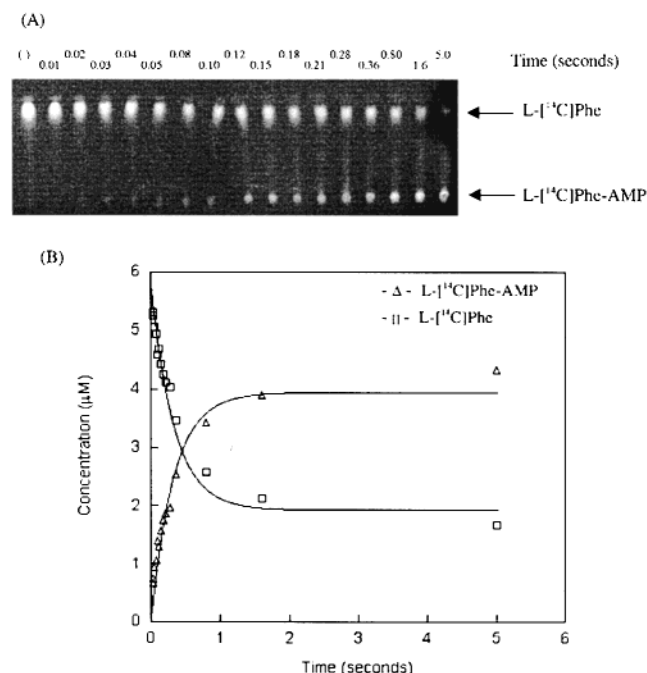 (A)
0.02 0.04 0.08 0.12 0.18 0.28 0.80 5.0 Time (seconds)
0.01 0.03 0.05 0.10 0.15 0.21 0.36 1.6
L-[¹⁴C]Phe
L-[¹⁴C]Phe-AMP
(B)
6
5
4
3
2
1
0
Concentration (μM)
- Δ - L-[¹⁴C]Phe-AMP
L-[¹⁴C]Phe
0 1 2 3 4 5 6
Time (seconds)